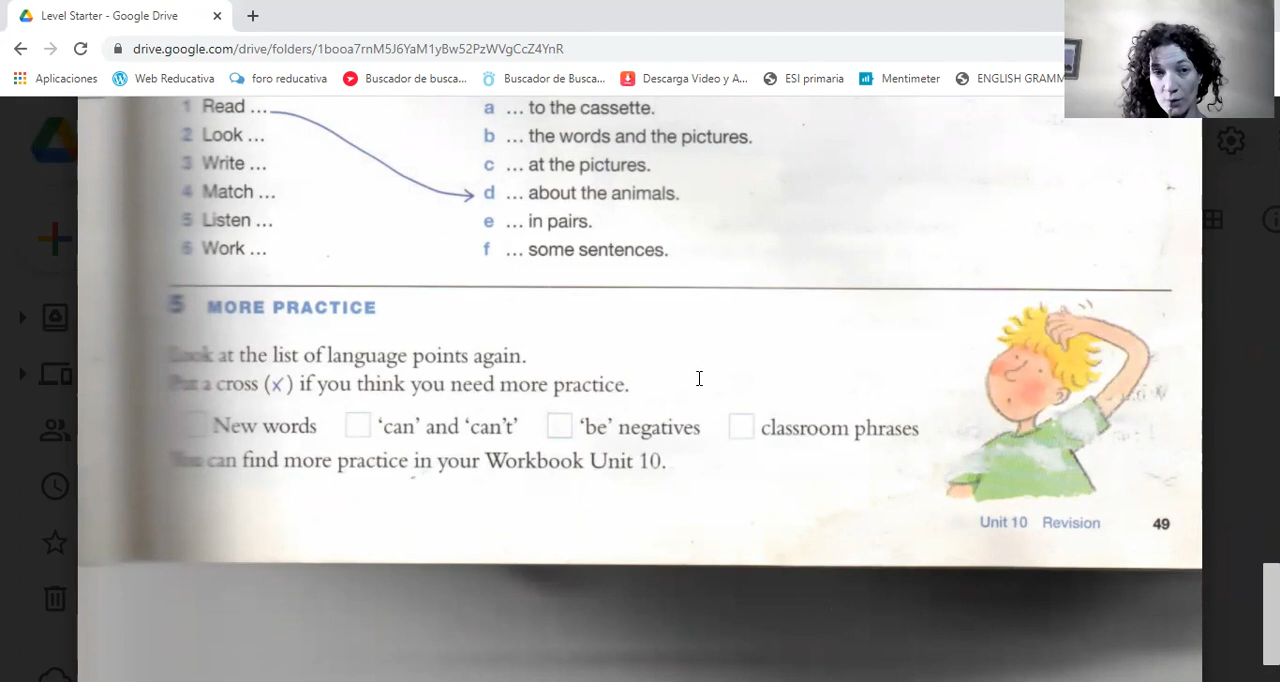 Level Starter - Google Drive
drive.google.com/drive/folders/1booa7rnM5J6YaM1yBw52PzWVgCcZ4YnR
Aplicaciones Web Reducativa foro reducativa Buscador de busca... Buscador de Busca... Descarga Video y A... ESI primaria Mentimeter ENGLISH GRAMM
1 Read ... a ... to the cassette.
2 Look ... b ... the words and the pictures.
3 Write ... c ... at the pictures.
4 Match ... d ... about the animals.
5 Listen ... e ... in pairs.
6 Work ... f ... some sentences.
5 MORE PRACTICE
Look at the list of language points again.
Put a cross (✗) if you think you need more practice.
New words 'can' and 'can't' 'be' negatives classroom phrases
You can find more practice in your Workbook Unit 10.
Unit 10 Revision 49